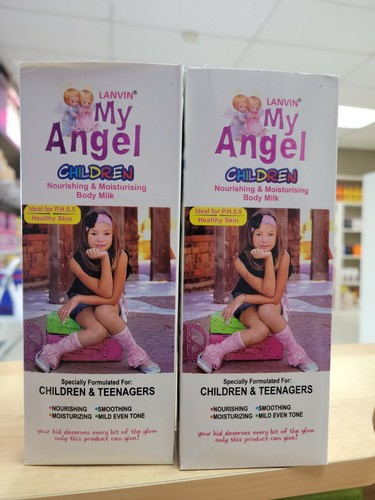 LANVIN®
My
Angel
CHILDREN
Nourishing & Moisturising
Body Milk
Ideal for P.H.5.5
Healthy Skin
Specially Formulated For:
CHILDREN & TEENAGERS
*NOURISHING *SMOOTHING
*MOISTURIZING *MILD EVEN TONE
your kid deserves every bit of the glow
only this product can give!
LANVIN®
My
Angel
CHILDREN
Nourishing & Moisturising
Body Milk
Ideal for P.H.5.5
Healthy Skin
Specially Formulated For:
CHILDREN & TEENAGERS
*NOURISHING *SMOOTHING
*MOISTURIZING *MILD EVEN TONE
your kid deserves every bit of the glow
only this product can give!